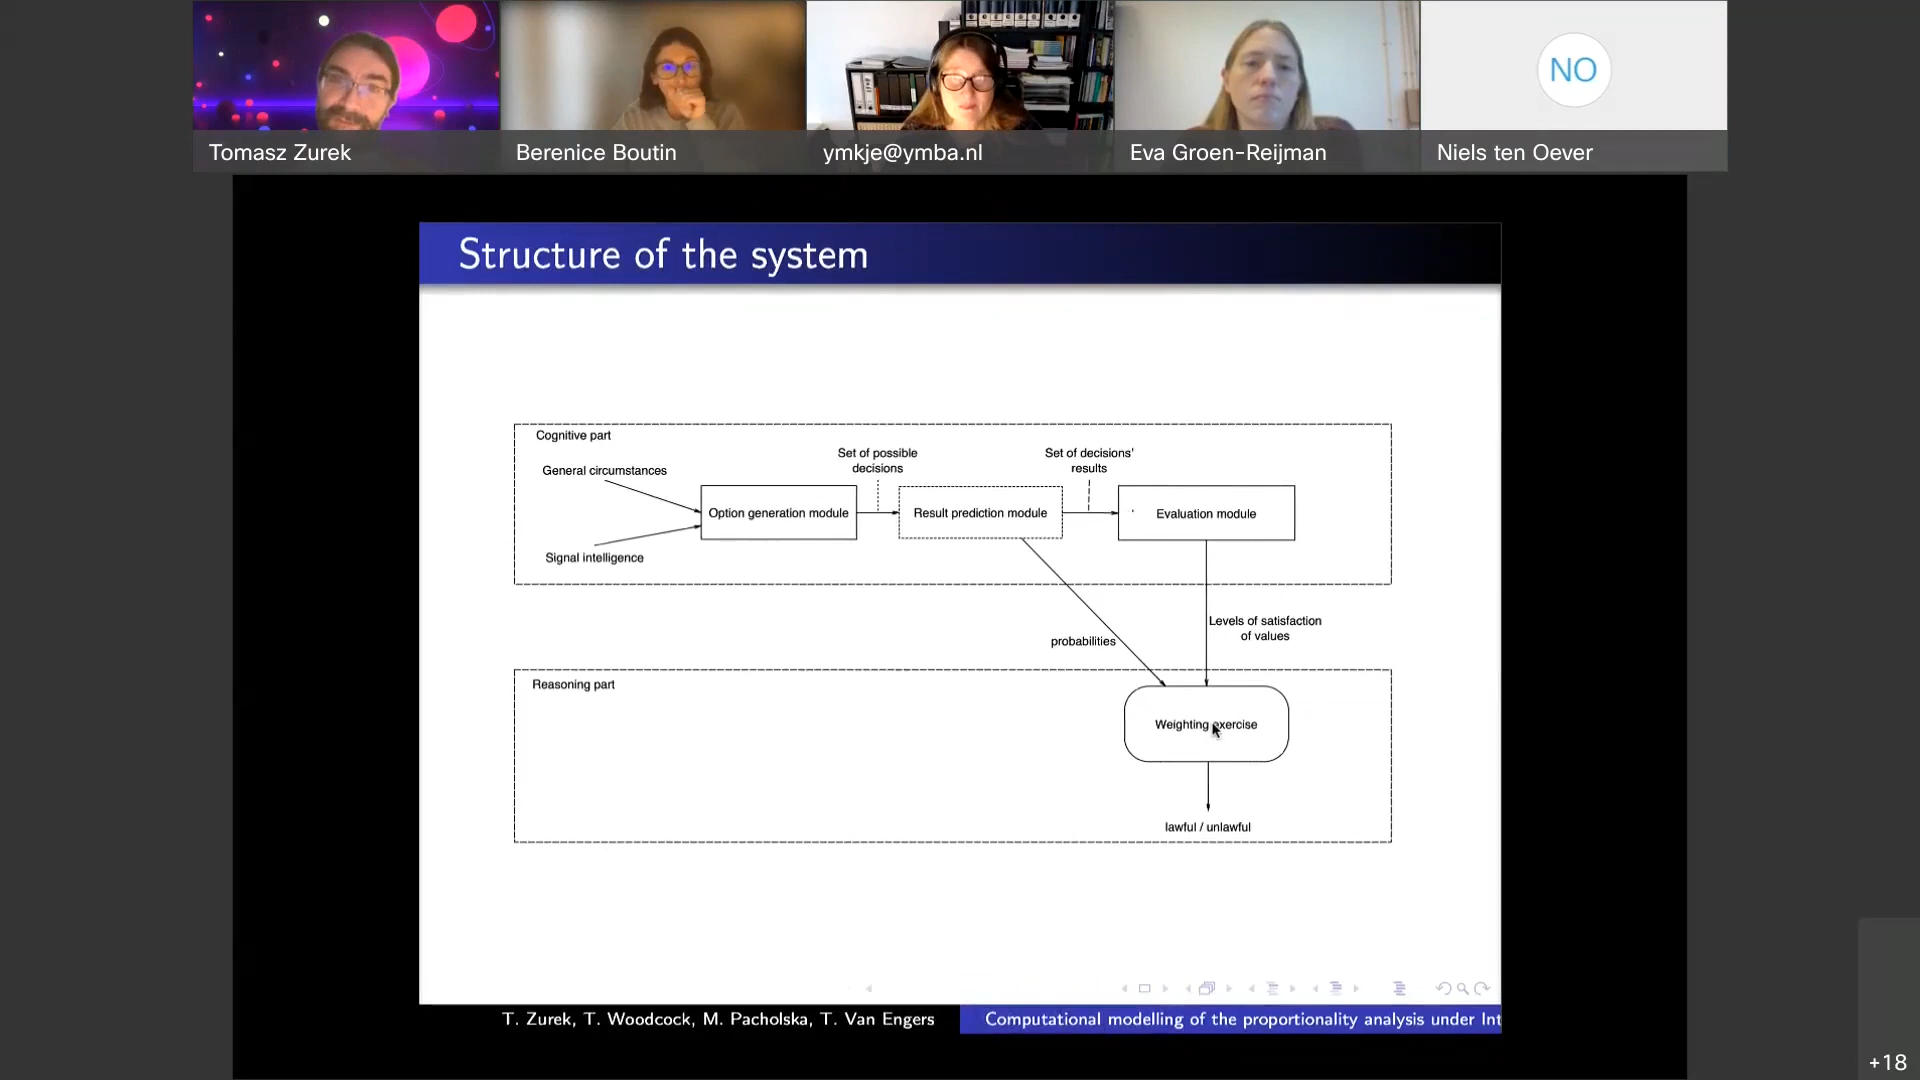 Tomasz Zurek
Berenice Boutin
ymkje@ymba.nl
Eva Groen-Reijman
NO
Niels ten Oever
Structure of the system
Cognitive part
General circumstances
Signal intelligence
Option generation module
Set of possible
decisions
Result prediction module
Set of decisions'
results
Evaluation module
probabilities
Levels of satisfaction
of values
Reasoning part
Weighting exercise
lawful / unlawful
T. Zurek, T. Woodcock, M. Pacholska, T. Van Engers
Computational modelling of the proportionality analysis under Int
+18